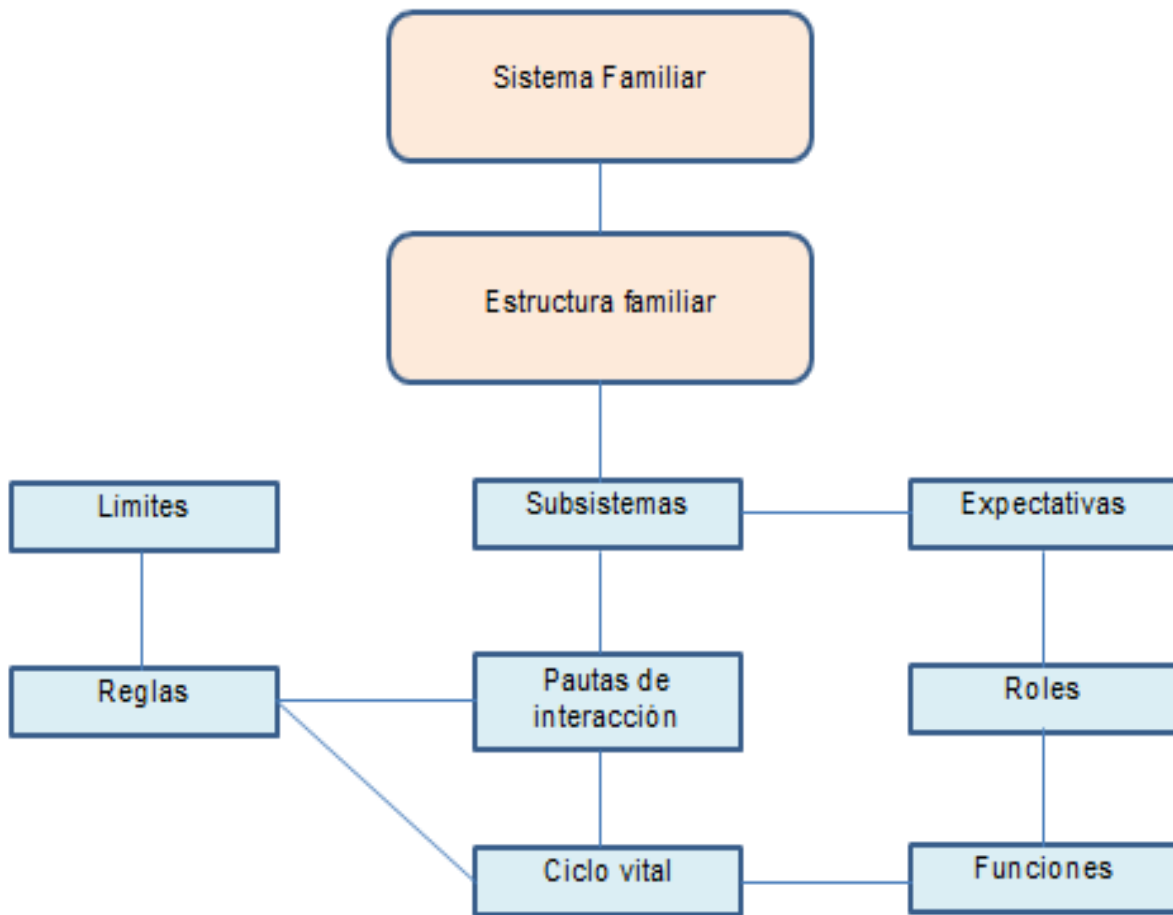 Sistema Familiar
Estructura familiar
Limites
Subsistemas
Expectativas
Reglas
Pautas de
interacción
Roles
Ciclo vital
Funciones